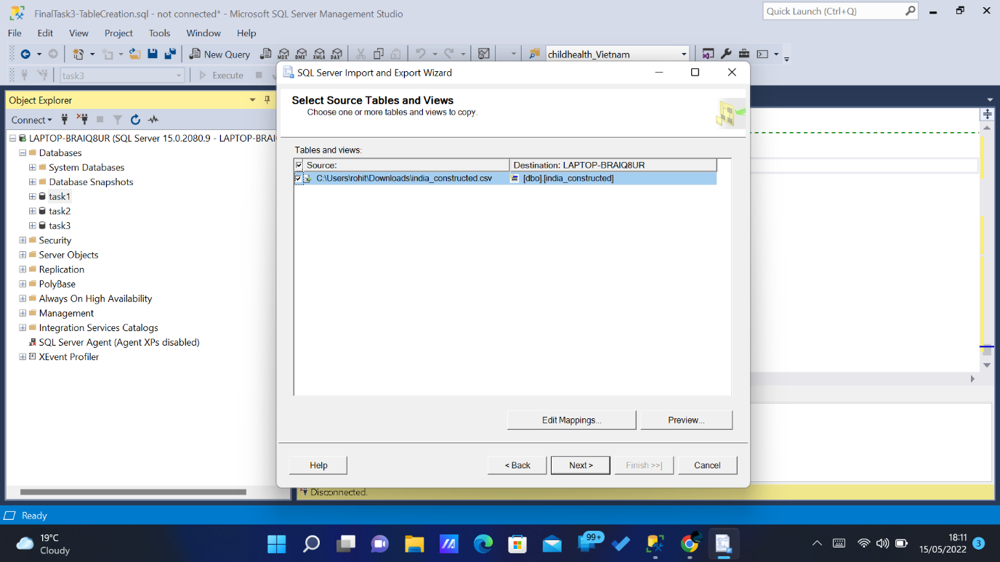 FinalTask3-TableCreation.sql - not connected* - Microsoft SQL Server Management Studio
Quick Launch (Ctrl+Q)
File Edit View Project Tools Window Help
New Query MDX DMX XMLA DAX childhealth_Vietnam
task3 Execute
SQL Server Import and Export Wizard
Select Source Tables and Views
Choose one or more tables and views to copy.
Object Explorer
Connect
LAPTOP-BRAIQ8UR (SQL Server 15.0.2080.9 - LAPTOP-BRAI
Databases
System Databases
Database Snapshots
task1
task2
task3
Security
Server Objects
Replication
PolyBase
Always On High Availability
Management
Integration Services Catalogs
SQL Server Agent (Agent XPs disabled)
XEvent Profiler
Tables and views:
Source: Destination: LAPTOP-BRAIQ8UR
C:\Users\rohit\Downloads\india_constructed.csv [dbo].[india_constructed]
Edit Mappings... Preview...
Help < Back Next > Finish >>| Cancel
Disconnected.
Ready
19°C
Cloudy
99+
18:11
15/05/2022
3